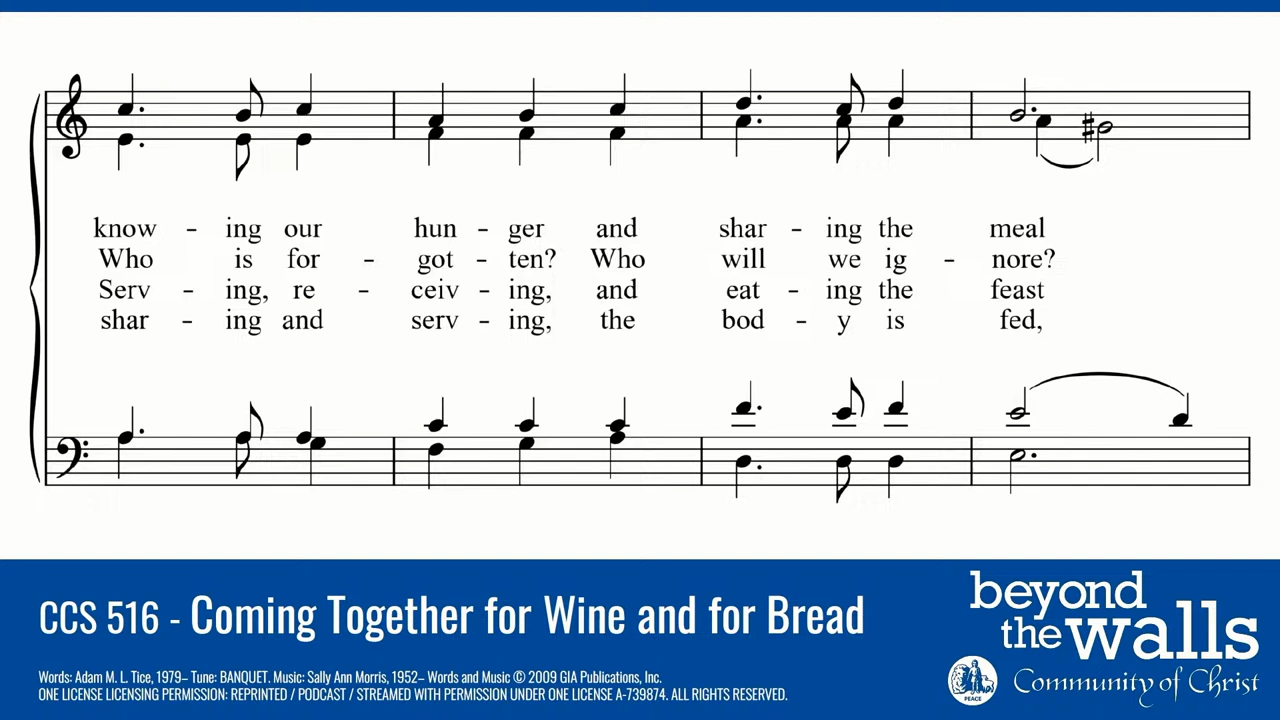 know - ing our hun - ger and shar - ing the meal
Who is for - got - ten? Who will we ig - nore?
Serv - ing, re - ceiv - ing, and eat - ing the feast
shar - ing and serv - ing, the bod - y is fed,
CCS 516 - Coming Together for Wine and for Bread
Words: Adam M. L. Tice, 1979– Tune: BANQUET. Music: Sally Ann Morris, 1952– Words and Music © 2009 GIA Publications, Inc.
ONE LICENSE LICENSING PERMISSION: REPRINTED / PODCAST / STREAMED WITH PERMISSION UNDER ONE LICENSE A-739874. ALL RIGHTS RESERVED.
beyond
the walls
PEACE
Community of Christ